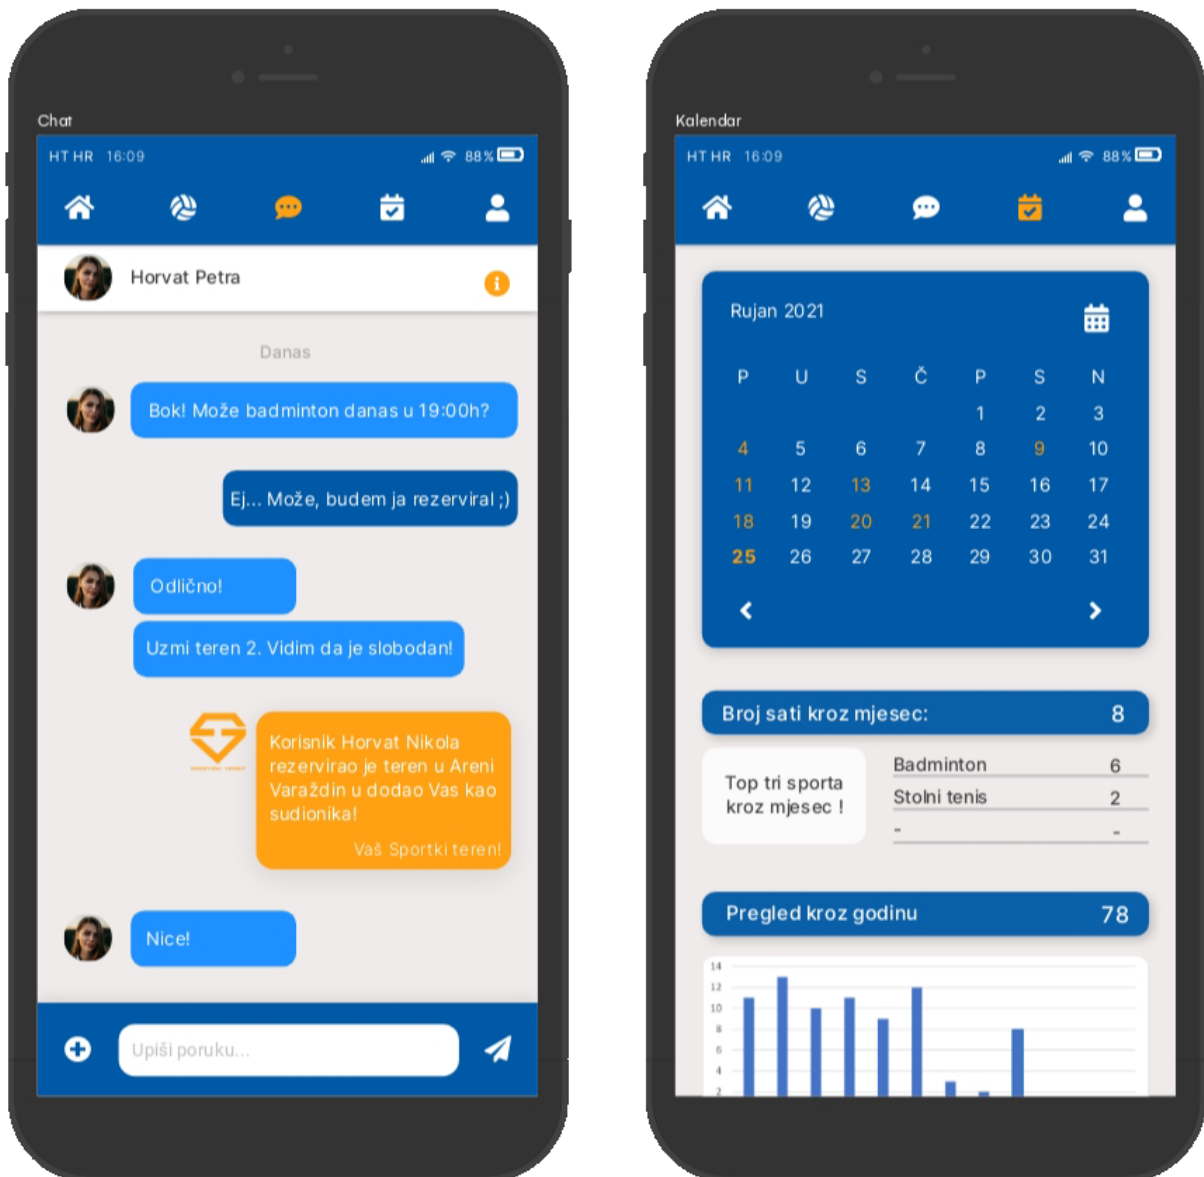 Chat
HT HR 16:09
88%
Horvat Petra
Danas
Bok! Može badminton danas u 19:00h?
Ej... Može, budem ja rezerviral ;)
Odlično!
Uzmi teren 2. Vidim da je slobodan!
Korisnik Horvat Nikola
rezervirao je teren u Areni
Varaždin u dodao Vas kao
sudionika!
Vaš Sportki teren!
Nice!
Upiši poruku...
Kalendar
HT HR 16:09
88%
Rujan 2021
P U S Č P S N
1 2 3
4 5 6 7 8 9 10
11 12 13 14 15 16 17
18 19 20 21 22 23 24
25 26 27 28 29 30 31
Broj sati kroz mjesec: 8
Top tri sporta
kroz mjesec !
Badminton 6
Stolni tenis 2
- -
Pregled kroz godinu 78
14
12
10
8
6
4
2